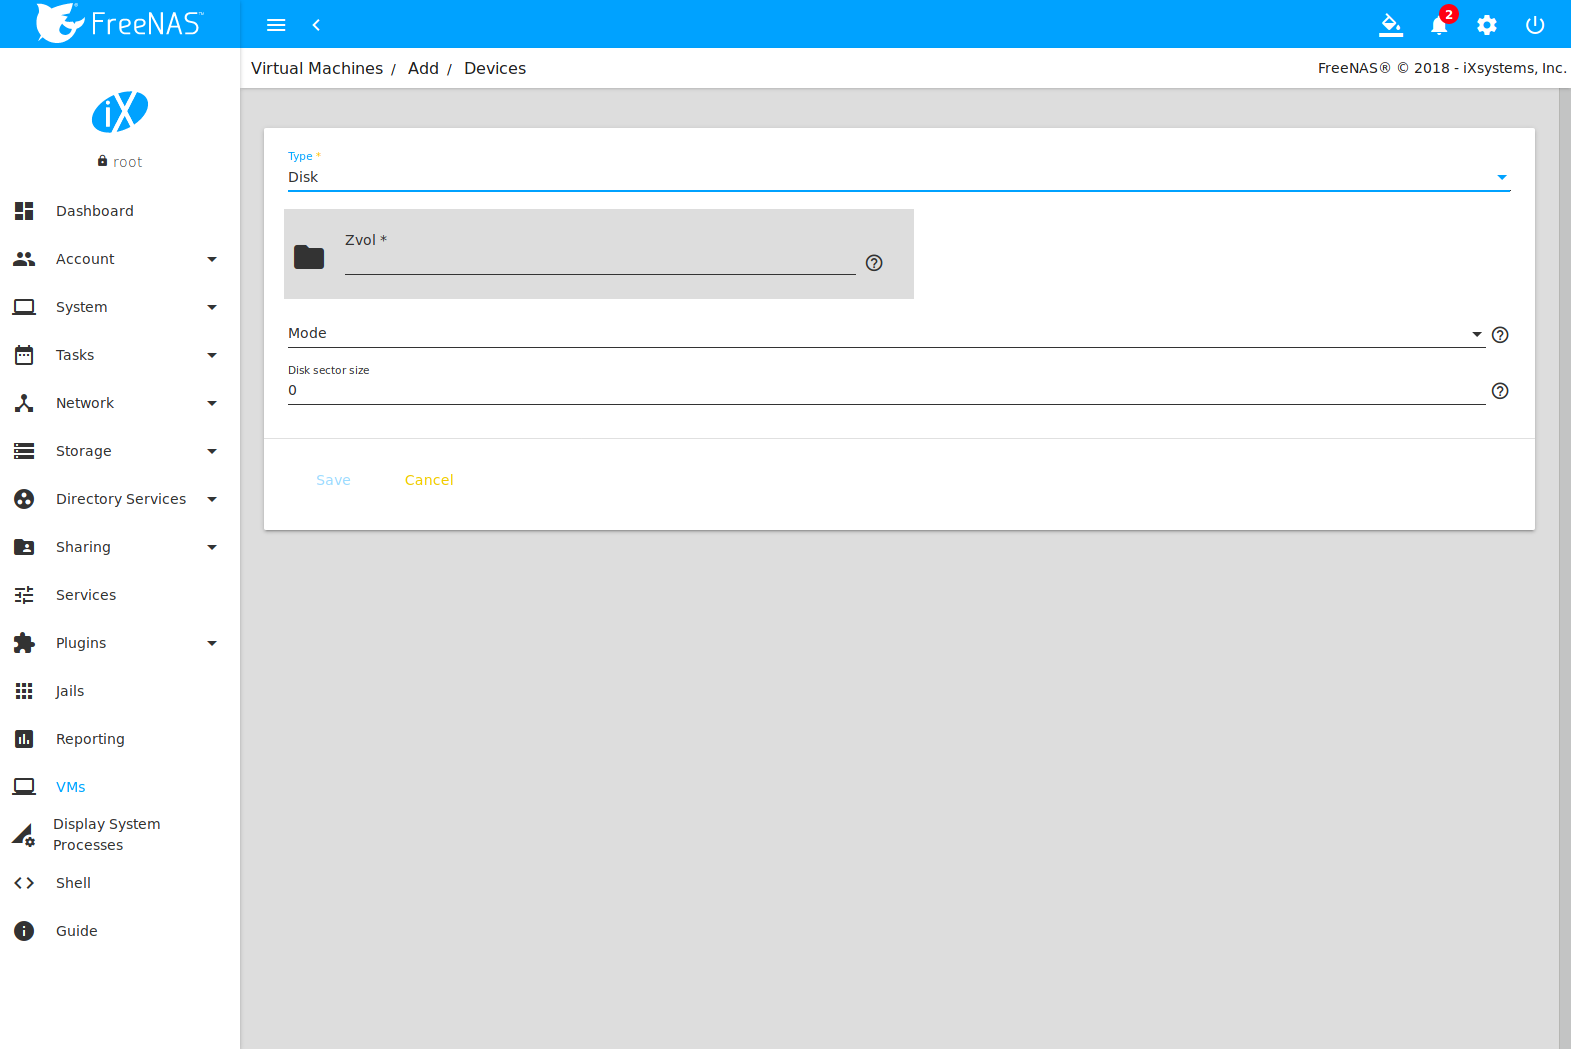 FreeNAS™
2
Virtual Machines / Add / Devices
FreeNAS® © 2018 - iXsystems, Inc.
iX
root
Dashboard
Account
System
Tasks
Network
Storage
Directory Services
Sharing
Services
Plugins
Jails
Reporting
VMs
Display System
Processes
Shell
Guide
Type *
Disk
Zvol *
Mode
Disk sector size
0
Save Cancel